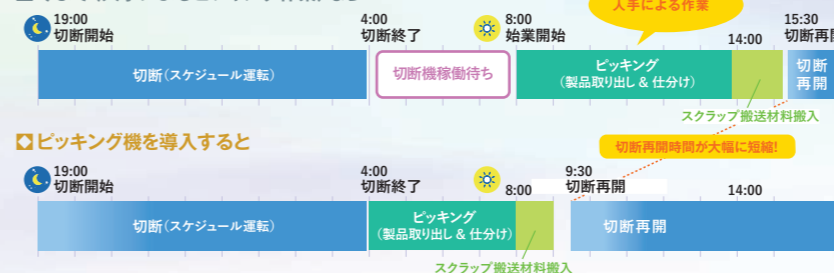 人手による作業
19:00
切断開始
4:00
切断終了
8:00
始業開始
14:00
15:30
切断再開
切断(スケジュール運転)
切断機稼働待ち
ピッキング
(製品取り出し & 仕分け)
切断
再開
スクラップ搬送材料搬入
ピッキング機を導入すると
切断再開時間が大幅に短縮!
19:00
切断開始
4:00
切断終了
8:00
9:30
切断再開
14:00
切断(スケジュール運転)
ピッキング
(製品取り出し & 仕分け)
切断再開
スクラップ搬送材料搬入